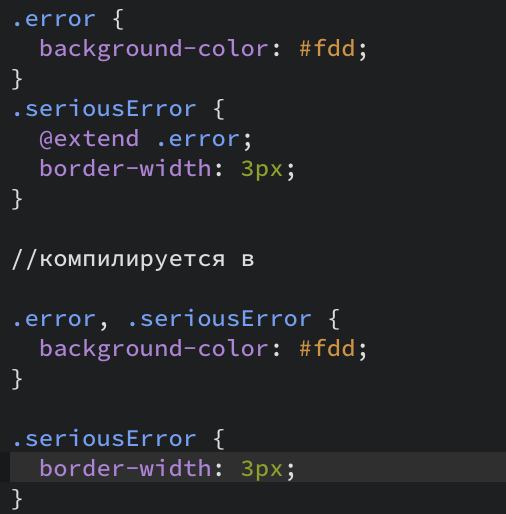 .error {
  background-color: #fdd;
}
.seriousError {
  @extend .error;
  border-width: 3px;
}

//компилируется в

.error, .seriousError {
  background-color: #fdd;
}

.seriousError {
  border-width: 3px;
}